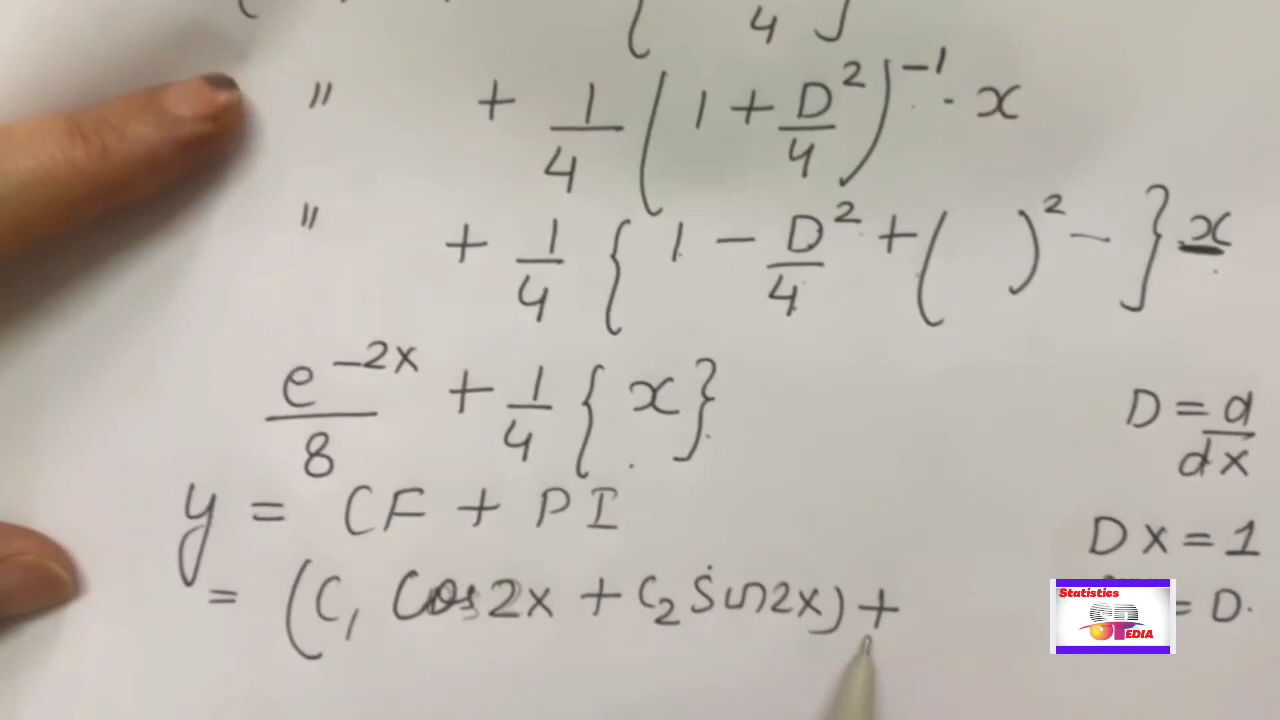 4
" + 1/4 (1 + D²/4)⁻¹ · x
" + 1/4 { 1 - D²/4 + ( )² - } x
e⁻²ˣ/8 + 1/4 { x }
y = CF + PI
= (C₁ Cos2x + C₂ Sin2x) +
D = d/dx
Dx = 1
= 0.
Statistics
PEDIA